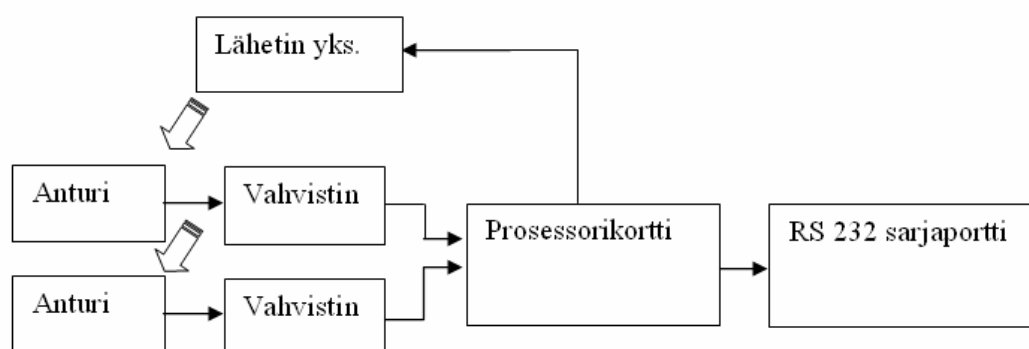 Lähetin yks.
Anturi
Vahvistin
Prosessorikortti
RS 232 sarjaportti
Anturi
Vahvistin